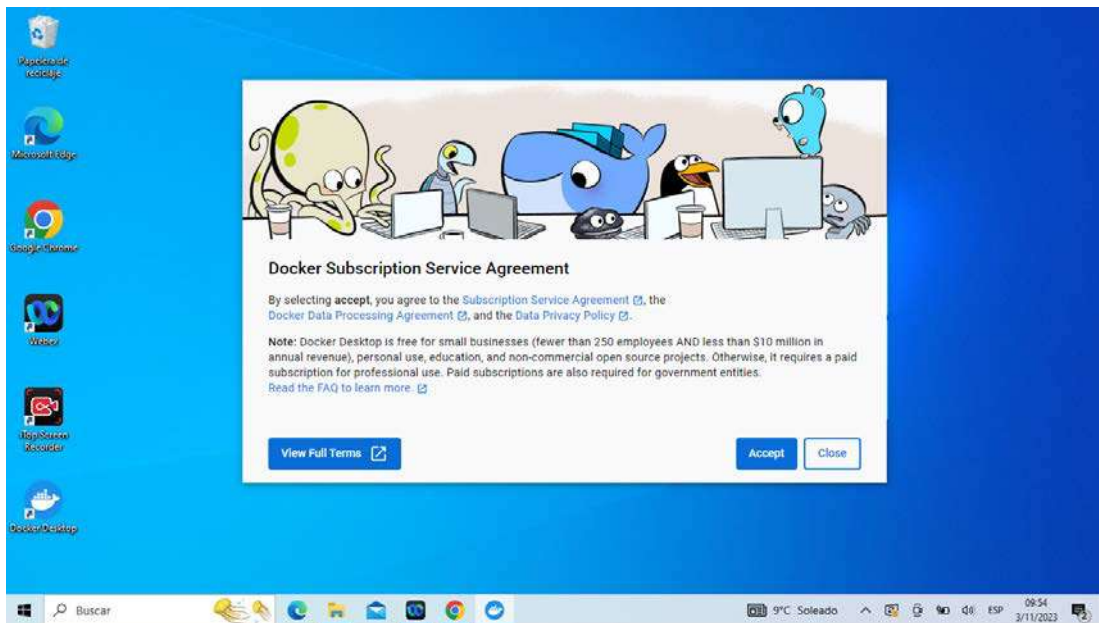 Papelera de
reciclaje
Microsoft Edge
Google Chrome
Webex
iTop Screen
Recorder
Docker Desktop
Docker Subscription Service Agreement
By selecting accept, you agree to the Subscription Service Agreement, the
Docker Data Processing Agreement, and the Data Privacy Policy.
Note: Docker Desktop is free for small businesses (fewer than 250 employees AND less than $10 million in
annual revenue), personal use, education, and non-commercial open source projects. Otherwise, it requires a paid
subscription for professional use. Paid subscriptions are also required for government entities.
Read the FAQ to learn more.
View Full Terms
Accept
Close
Buscar
9°C Soleado
ESP
09:54
3/11/2023
2